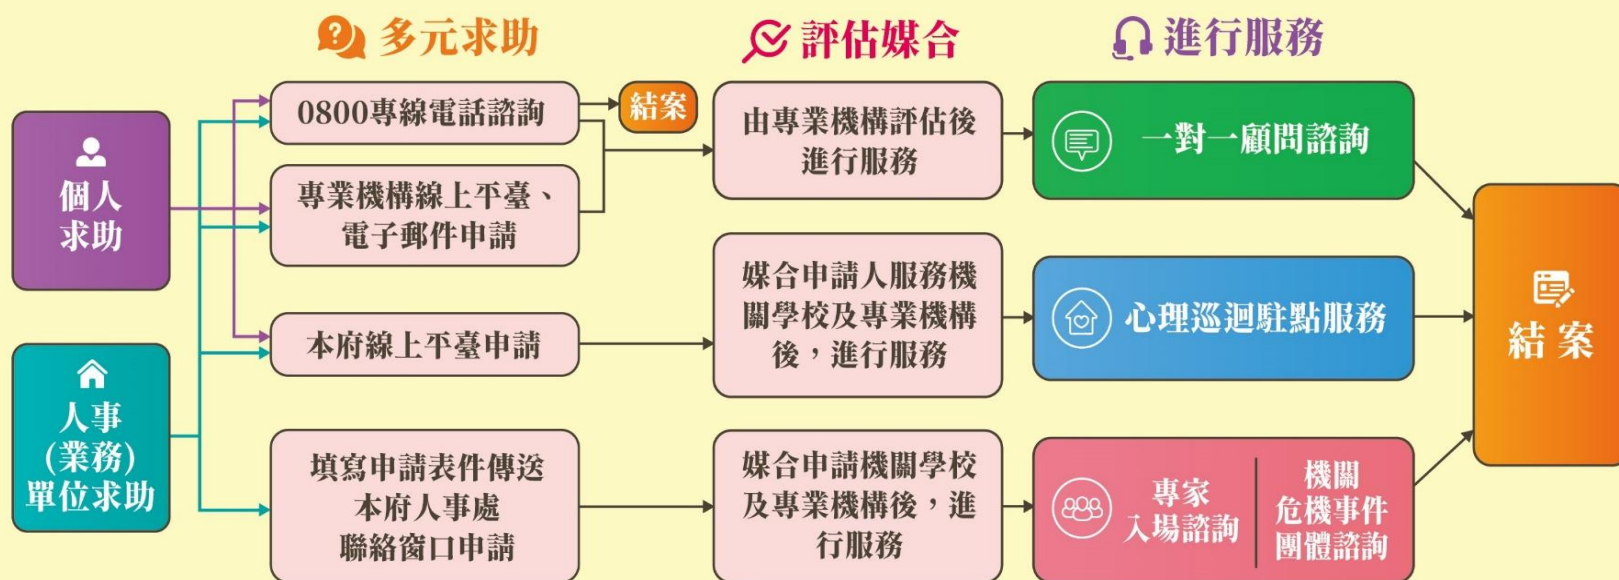 多元求助
評估媒合
進行服務
個人
求助
人事
(業務)
單位求助
0800專線電話諮詢
結案
專業機構線上平臺、
電子郵件申請
本府線上平臺申請
填寫申請表件傳送
本府人事處
聯絡窗口申請
由專業機構評估後
進行服務
媒合申請人服務機
關學校及專業機構
後，進行服務
媒合申請機關學校
及專業機構後，進
行服務
一對一顧問諮詢
心理巡迴駐點服務
專家
入場諮詢
機關
危機事件
團體諮詢
結案